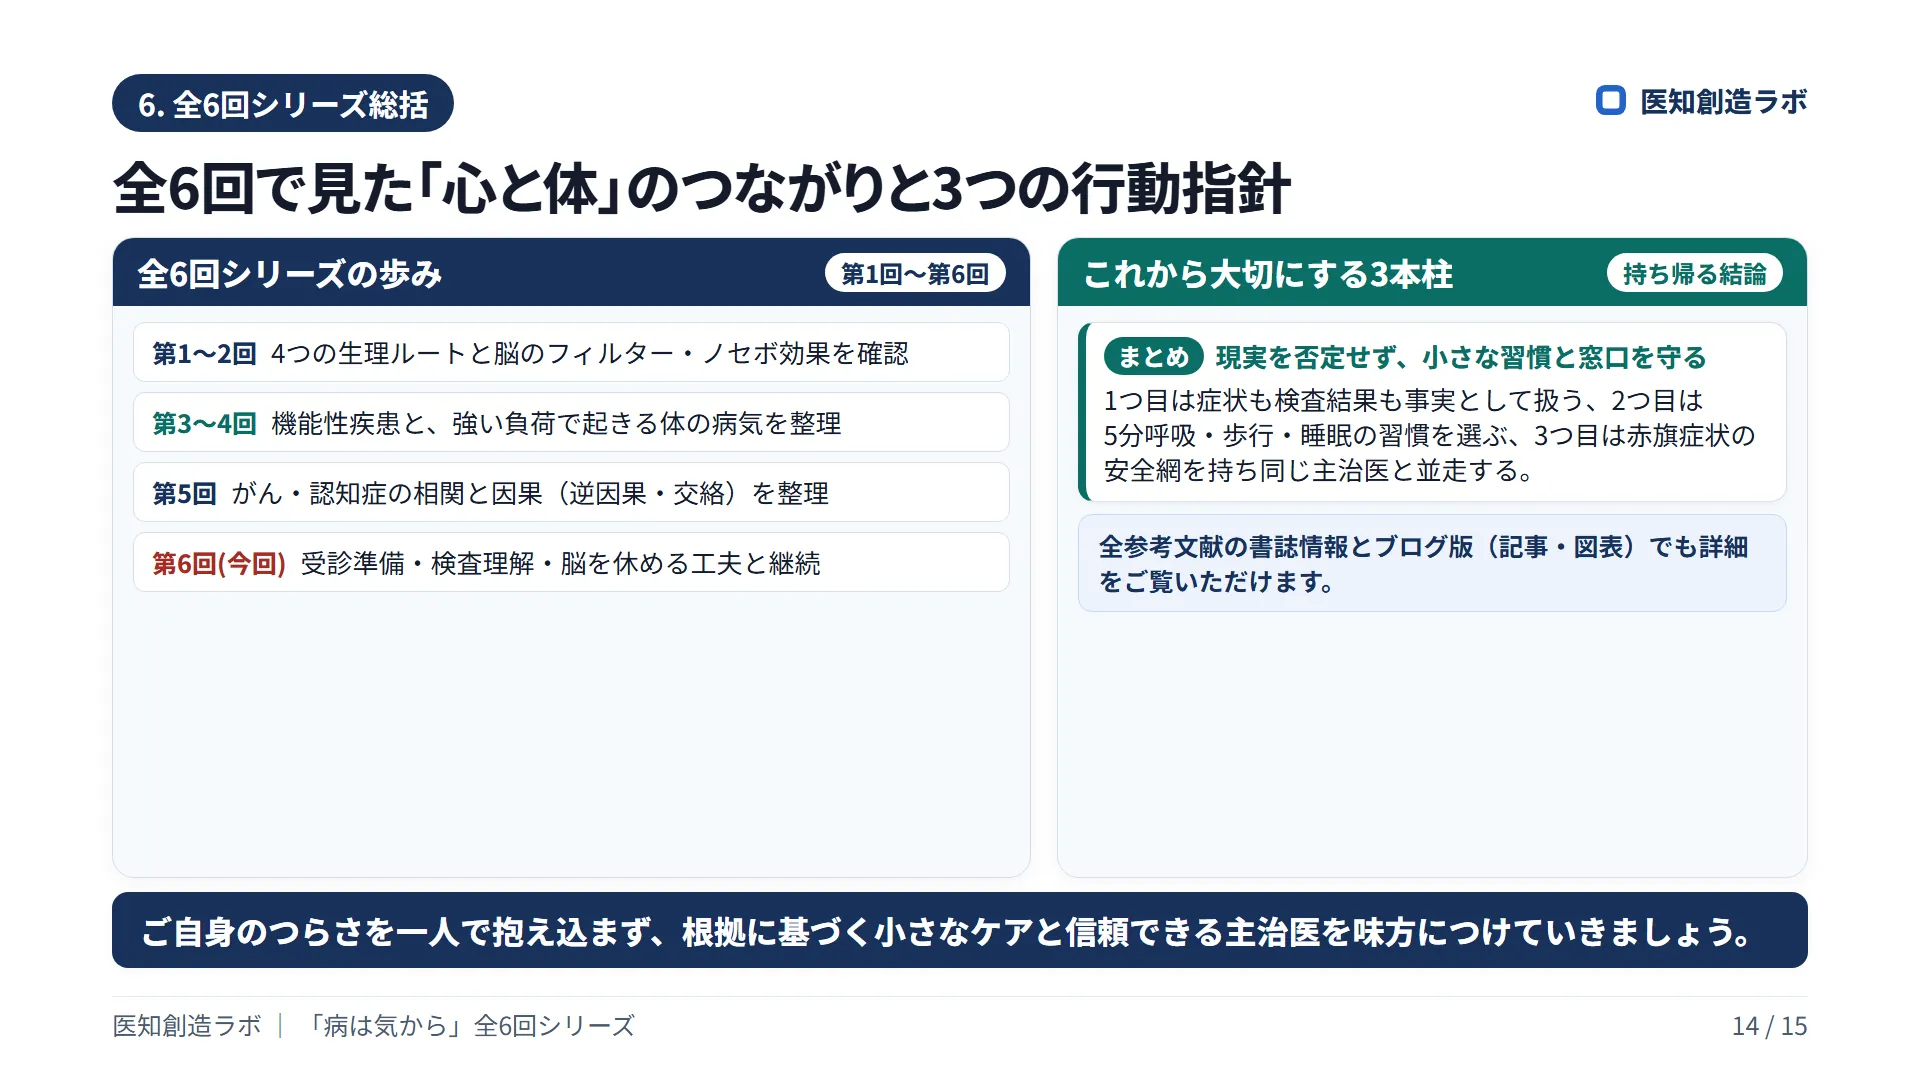 6. 全6回シリーズ総括
医知創造ラボ
全6回で見た「心と体」のつながりと3つの行動指針
全6回シリーズの歩み
第1回〜第6回
第1〜2回 4つの生理ルートと脳のフィルター・ノセボ効果を確認
第3〜4回 機能性疾患と、強い負荷で起きる体の病気を整理
第5回 がん・認知症の相関と因果（逆因果・交絡）を整理
第6回(今回) 受診準備・検査理解・脳を休める工夫と継続
これから大切にする3本柱
持ち帰る結論
まとめ 現実を否定せず、小さな習慣と窓口を守る
1つ目は症状も検査結果も事実として扱う、2つ目は
5分呼吸・歩行・睡眠の習慣を選ぶ、3つ目は赤旗症状の
安全網を持ち同じ主治医と並走する。
全参考文献の書誌情報とブログ版（記事・図表）でも詳細
をご覧いただけます。
ご自身のつらさを一人で抱え込まず、根拠に基づく小さなケアと信頼できる主治医を味方につけていきましょう。
医知創造ラボ ｜ 「病は気から」全6回シリーズ
14 / 15